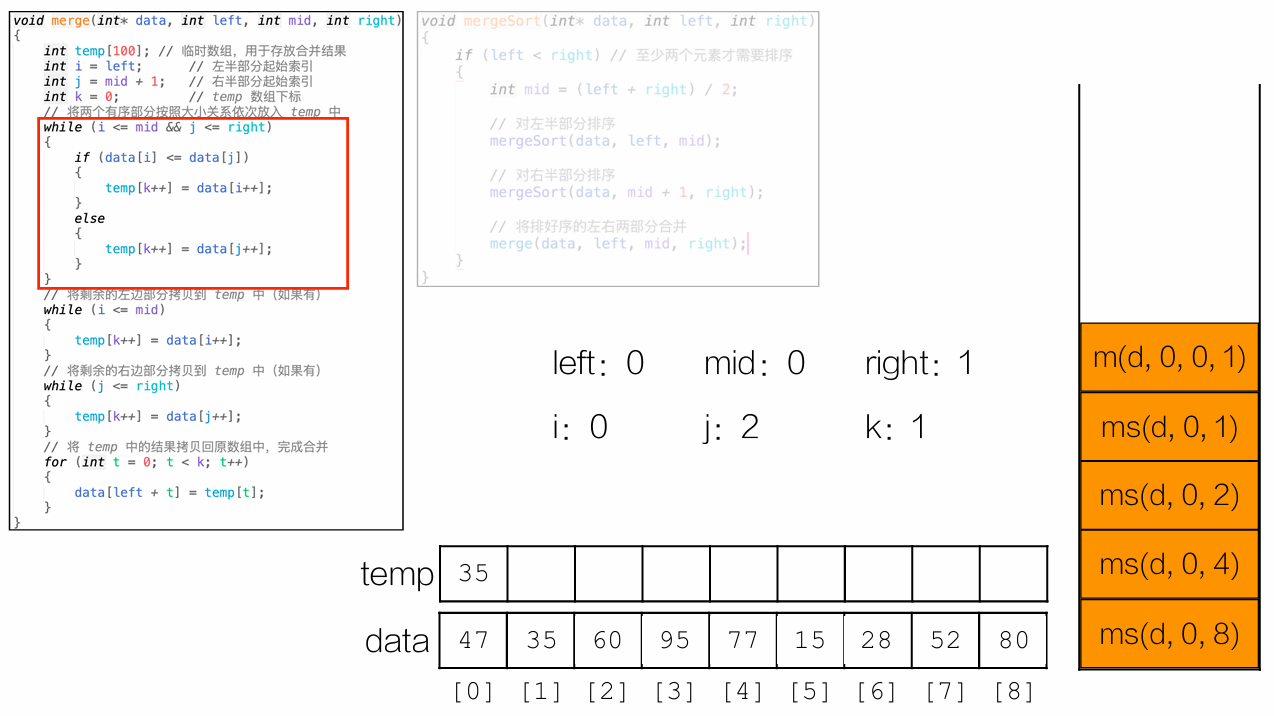 void merge(int* data, int left, int mid, int right)
{
    int temp[100]; // 临时数组，用于存放合并结果
    int i = left;      // 左半部分起始索引
    int j = mid + 1;   // 右半部分起始索引
    int k = 0;         // temp 数组下标
    // 将两个有序部分按照大小关系依次放入 temp 中
    while (i <= mid && j <= right)
    {
        if (data[i] <= data[j])
        {
            temp[k++] = data[i++];
        }
        else
        {
            temp[k++] = data[j++];
        }
    }
    // 将剩余的左边部分拷贝到 temp 中（如果有）
    while (i <= mid)
    {
        temp[k++] = data[i++];
    }
    // 将剩余的右边部分拷贝到 temp 中（如果有）
    while (j <= right)
    {
        temp[k++] = data[j++];
    }
    // 将 temp 中的结果拷贝回原数组中，完成合并
    for (int t = 0; t < k; t++)
    {
        data[left + t] = temp[t];
    }
}
void mergeSort(int* data, int left, int right)
{
    if (left < right) // 至少两个元素才需要排序
    {
        int mid = (left + right) / 2;
        // 对左半部分排序
        mergeSort(data, left, mid);
        // 对右半部分排序
        mergeSort(data, mid + 1, right);
        // 将排好序的左右两部分合并
        merge(data, left, mid, right);
    }
}
left: 0 mid: 0 right: 1
i: 0 j: 2 k: 1
m(d, 0, 0, 1)
ms(d, 0, 1)
ms(d, 0, 2)
ms(d, 0, 4)
ms(d, 0, 8)
temp 35
data 47 35 60 95 77 15 28 52 80
[0] [1] [2] [3] [4] [5] [6] [7] [8]